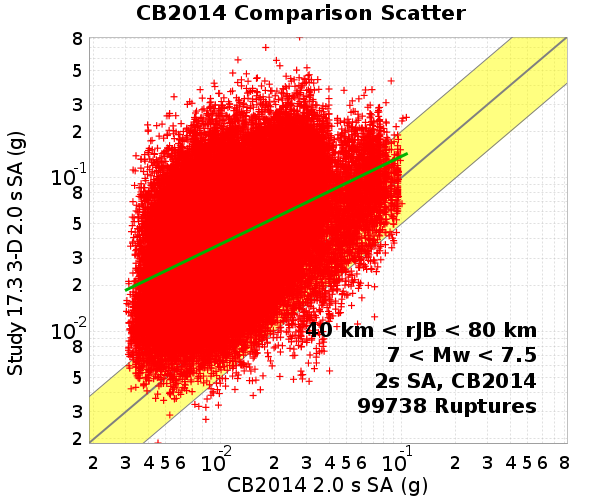 CB2014 Comparison Scatter
8
5
3
2
10-1
8
5
3
2
10-2
8
5
3
2
Study 17.3 3-D 2.0 s SA (g)
40 km < rJB < 80 km
7 < Mw < 7.5
2s SA, CB2014
99738 Ruptures
2 3 4 5 6 10-2 2 3 4 5 6 10-1 2 3 4 5 6 8
CB2014 2.0 s SA (g)